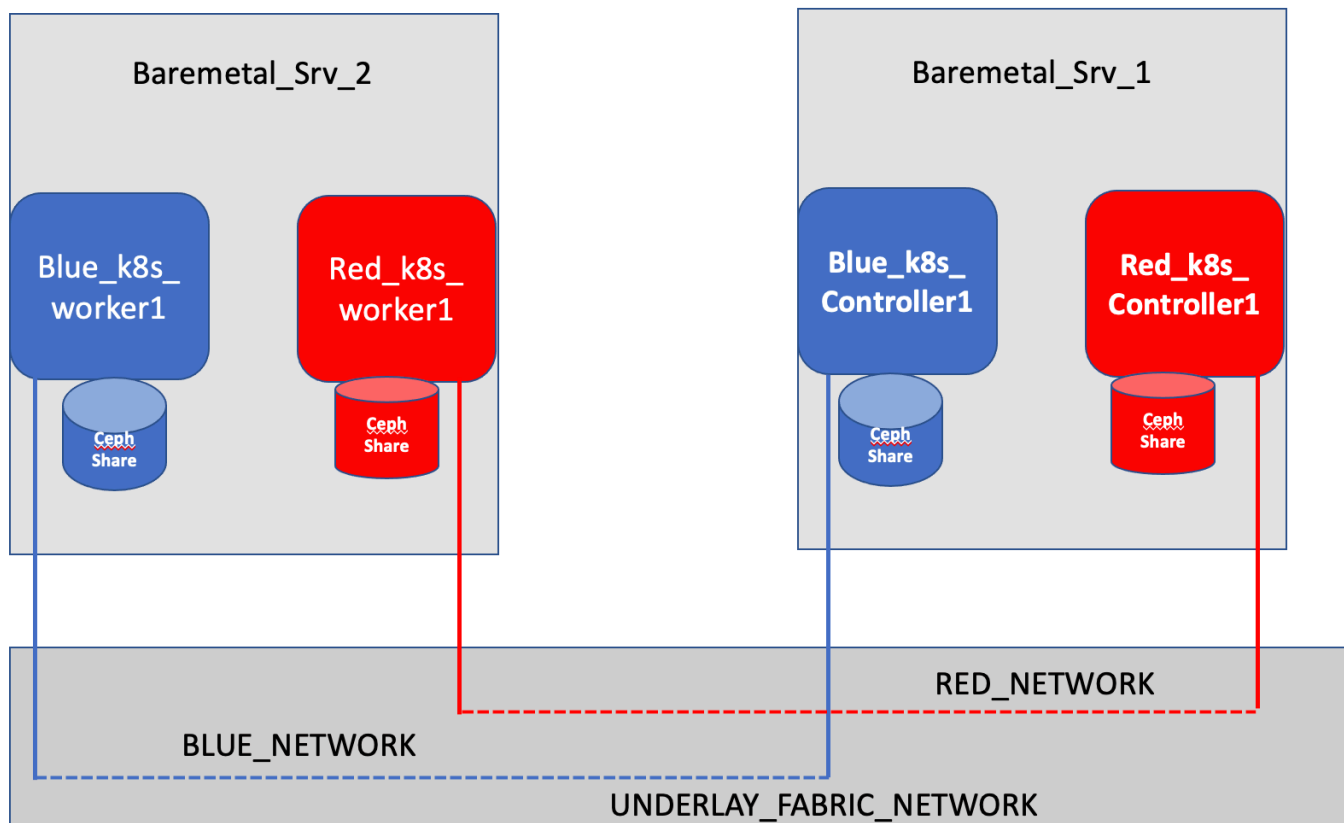 Baremetal_Srv_2
Blue_k8s_
worker1
Red_k8s_
worker1
Ceph
Share
Ceph
Share
Baremetal_Srv_1
Blue_k8s_
Controller1
Red_k8s_
Controller1
Ceph
Share
Ceph
Share
RED_NETWORK
BLUE_NETWORK
UNDERLAY_FABRIC_NETWORK